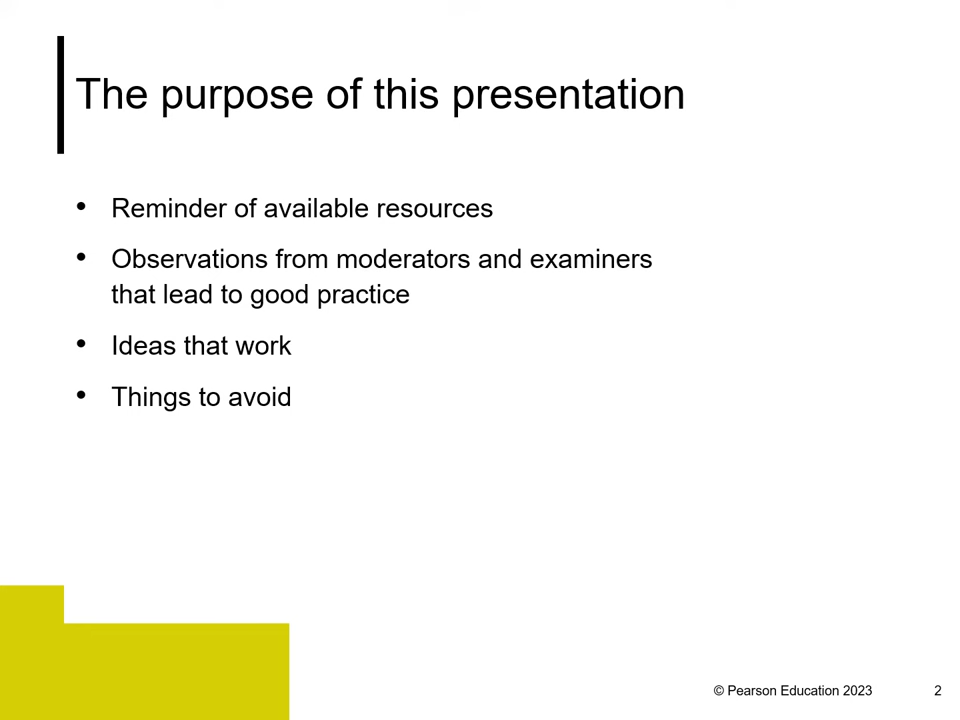 The purpose of this presentation
• Reminder of available resources
• Observations from moderators and examiners
that lead to good practice
• Ideas that work
• Things to avoid
© Pearson Education 2023 2